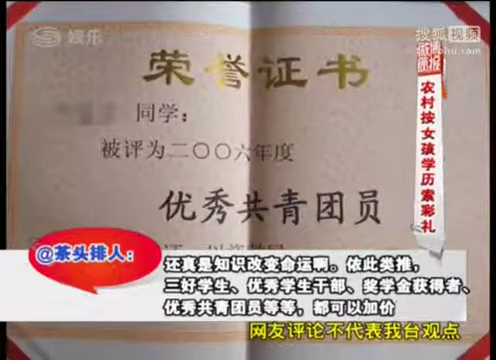 娱乐
搜狐视频
荣誉证书
同学：
被评为二〇〇六年度
优秀共青团员
农村按女孩学历索彩礼
@茶头排人：
还真是知识改变命运啊。依此类推，
三好学生、优秀学生干部、奖学金获得者、
优秀共青团员等等，都可以加价
网友评论不代表我台观点